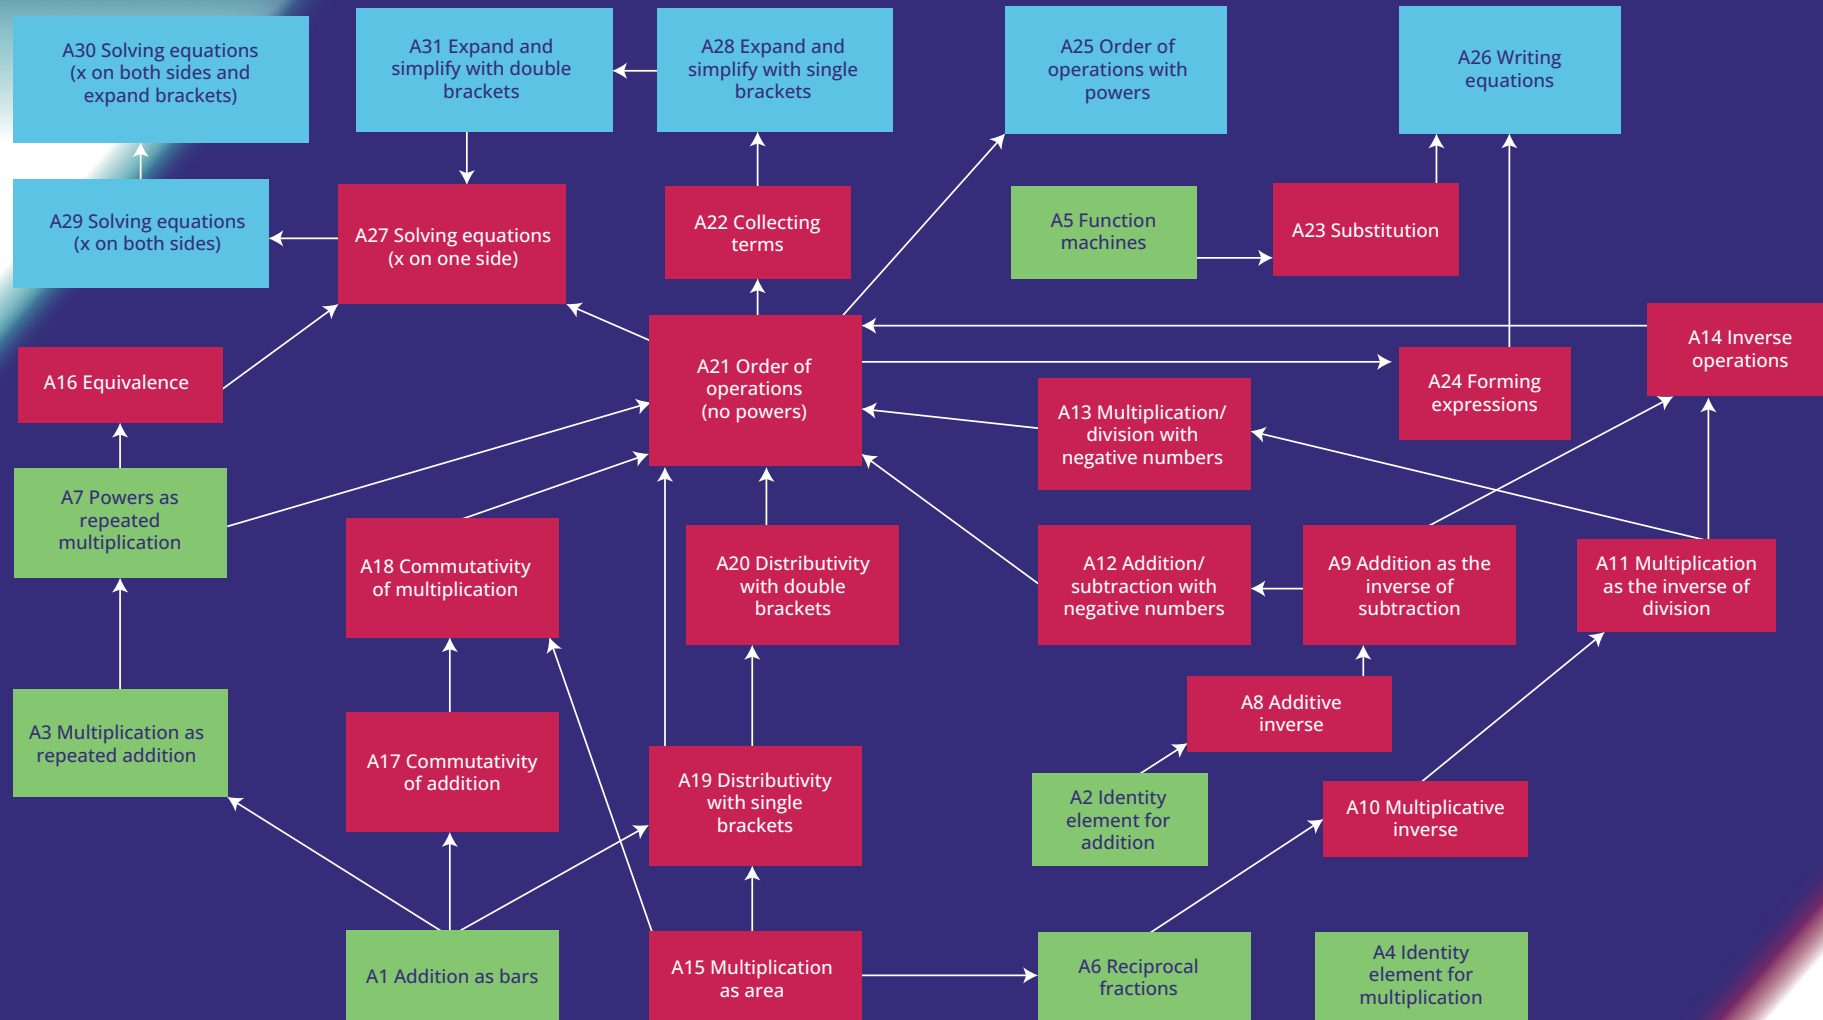 A30 Solving equations
(x on both sides and
expand brackets)
A31 Expand and
simplify with double
brackets
A28 Expand and
simplify with single
brackets
A25 Order of
operations with
powers
A26 Writing
equations
A29 Solving equations
(x on both sides)
A27 Solving equations
(x on one side)
A22 Collecting
terms
A5 Function
machines
A23 Substitution
A16 Equivalence
A21 Order of
operations
(no powers)
A14 Inverse
operations
A24 Forming
expressions
A13 Multiplication/
division with
negative numbers
A7 Powers as
repeated
multiplication
A18 Commutativity
of multiplication
A20 Distributivity
with double
brackets
A12 Addition/
subtraction with
negative numbers
A9 Addition as the
inverse of
subtraction
A11 Multiplication
as the inverse of
division
A3 Multiplication as
repeated addition
A17 Commutativity
of addition
A19 Distributivity
with single
brackets
A8 Additive
inverse
A2 Identity
element for
addition
A10 Multiplicative
inverse
A1 Addition as bars
A15 Multiplication
as area
A6 Reciprocal
fractions
A4 Identity
element for
multiplication